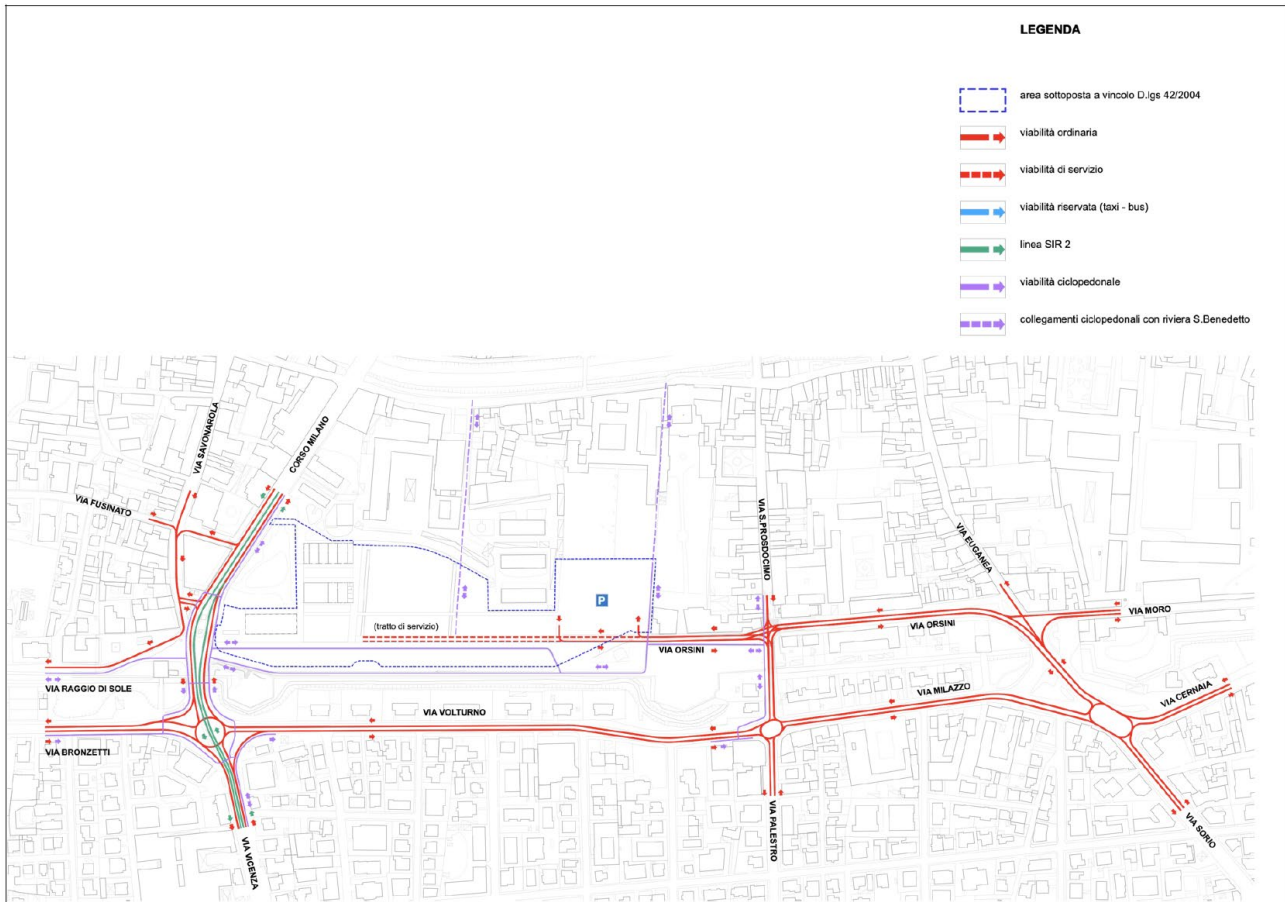 LEGENDA
area sottoposta a vincolo D.lgs 42/2004
viabilità ordinaria
viabilità di servizio
viabilità riservata (taxi - bus)
linea SIR 2
viabilità ciclopedonale
collegamenti ciclopedonali con riviera S.Benedetto
VIA SAVONAROLA
CORSO MILANO
VIA FUSINATO
VIA S.PROSDOCIMO
VIA EUGANEA
P
VIA MORO
(tratto di servizio)
VIA ORSINI
VIA ORSINI
VIA RAGGIO DI SOLE
VIA MILAZZO
VIA CERNAIA
VIA VOLTURNO
VIA BRONZETTI
VIA PALESTRO
VIA SORIO
VIA VICENZA